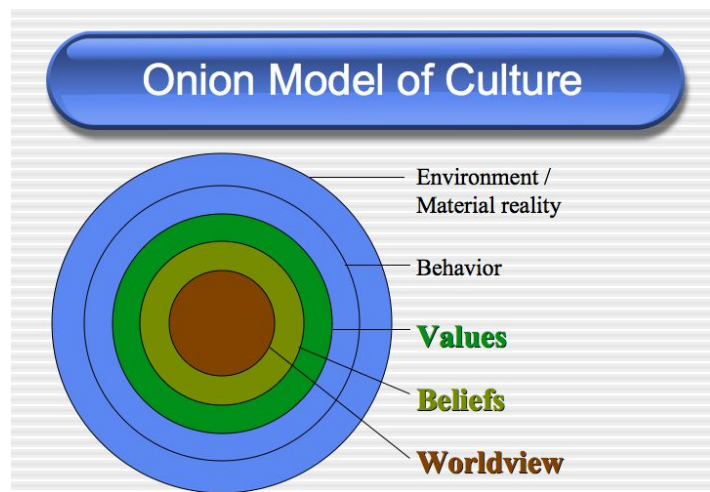 Onion Model of Culture
Environment /
Material reality
Behavior
Values
Beliefs
Worldview